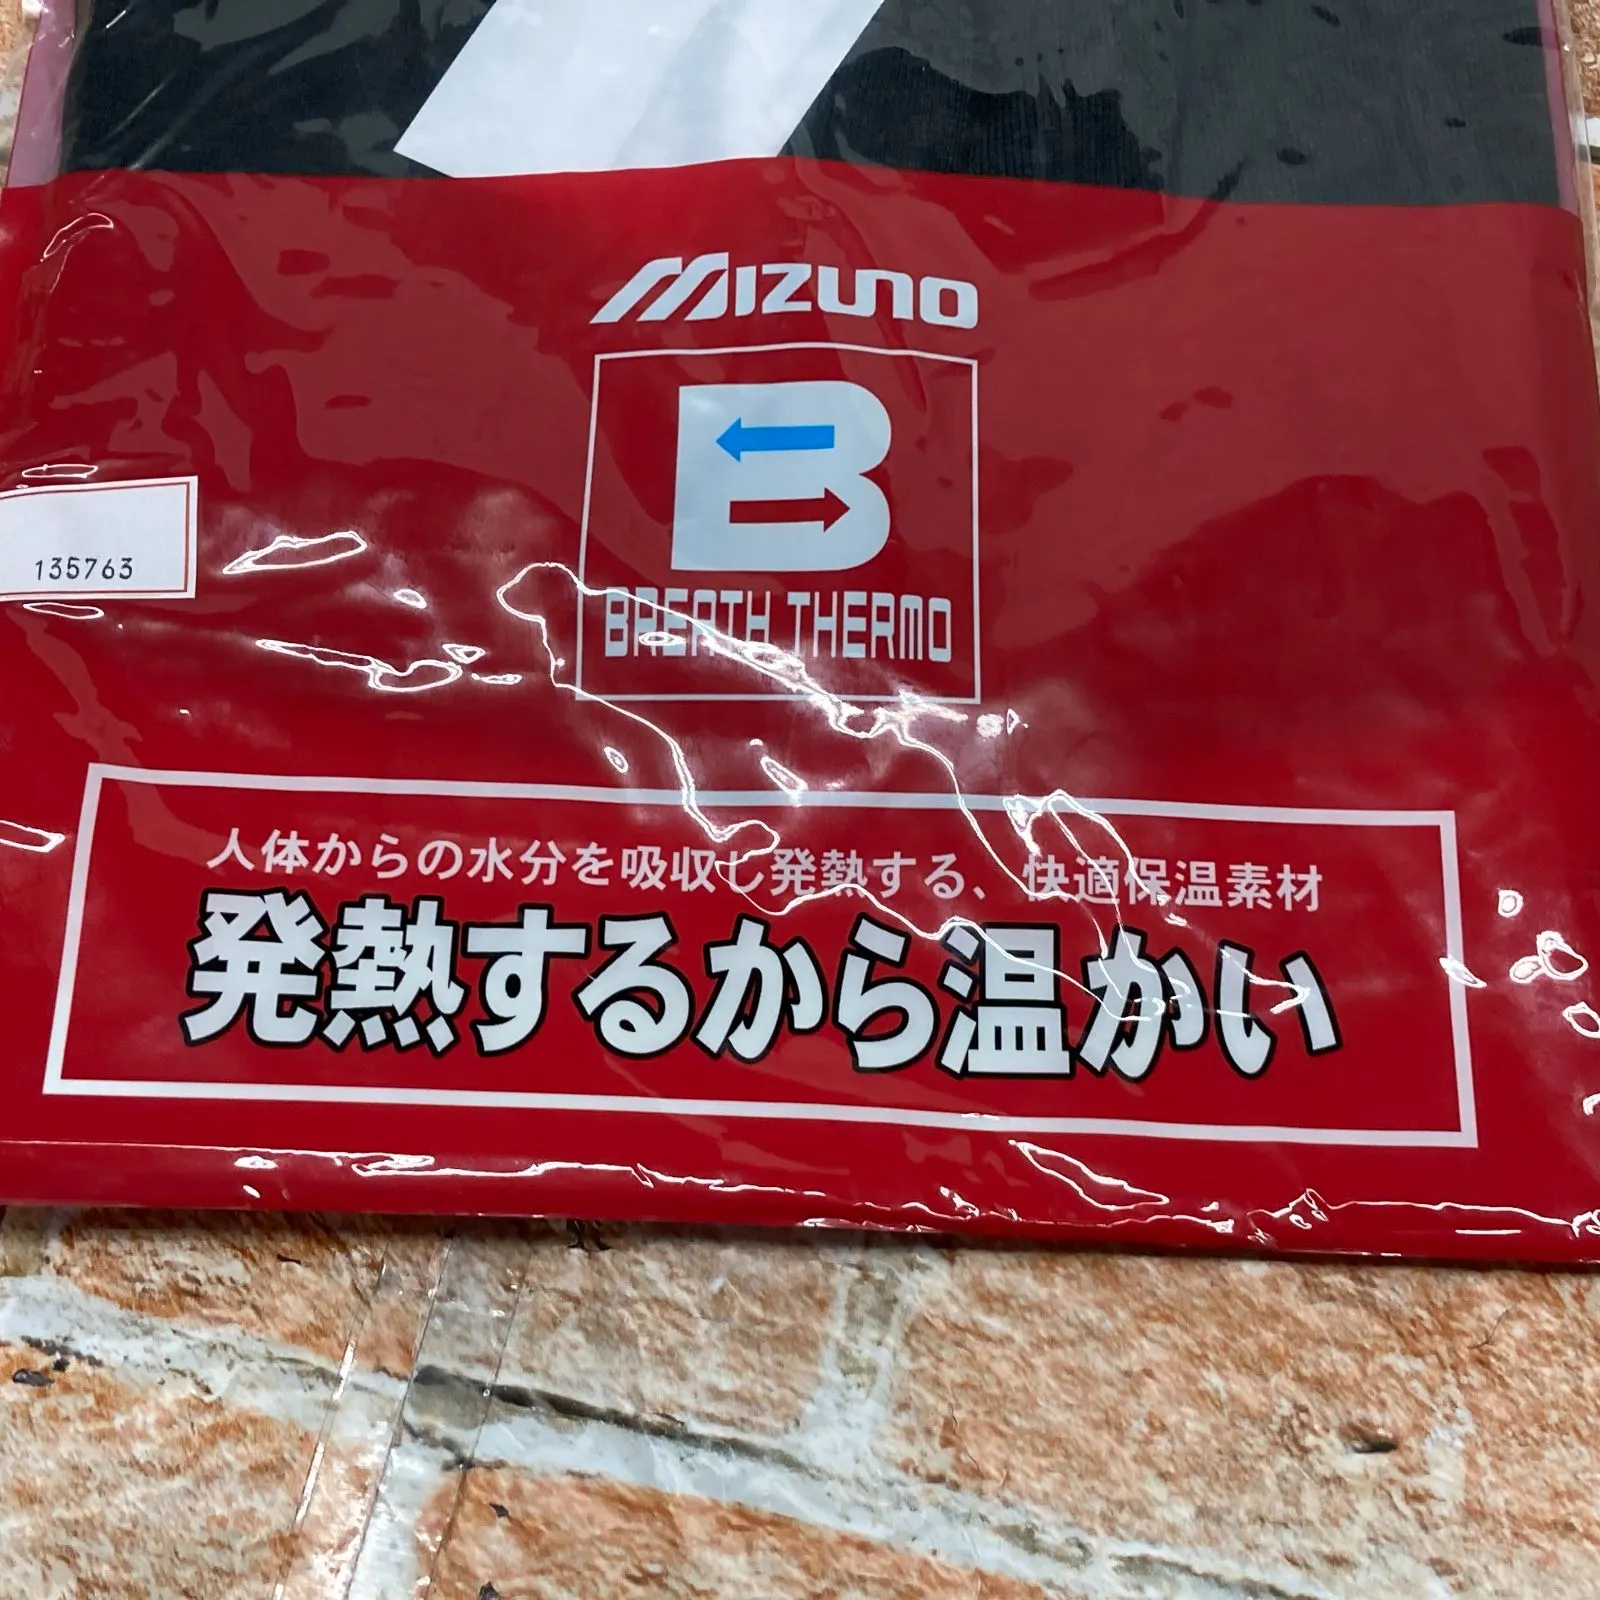 MIZUNO
B
BREATH THERMO
135763
人体からの水分を吸収し発熱する、快適保温素材
発熱するから温かい